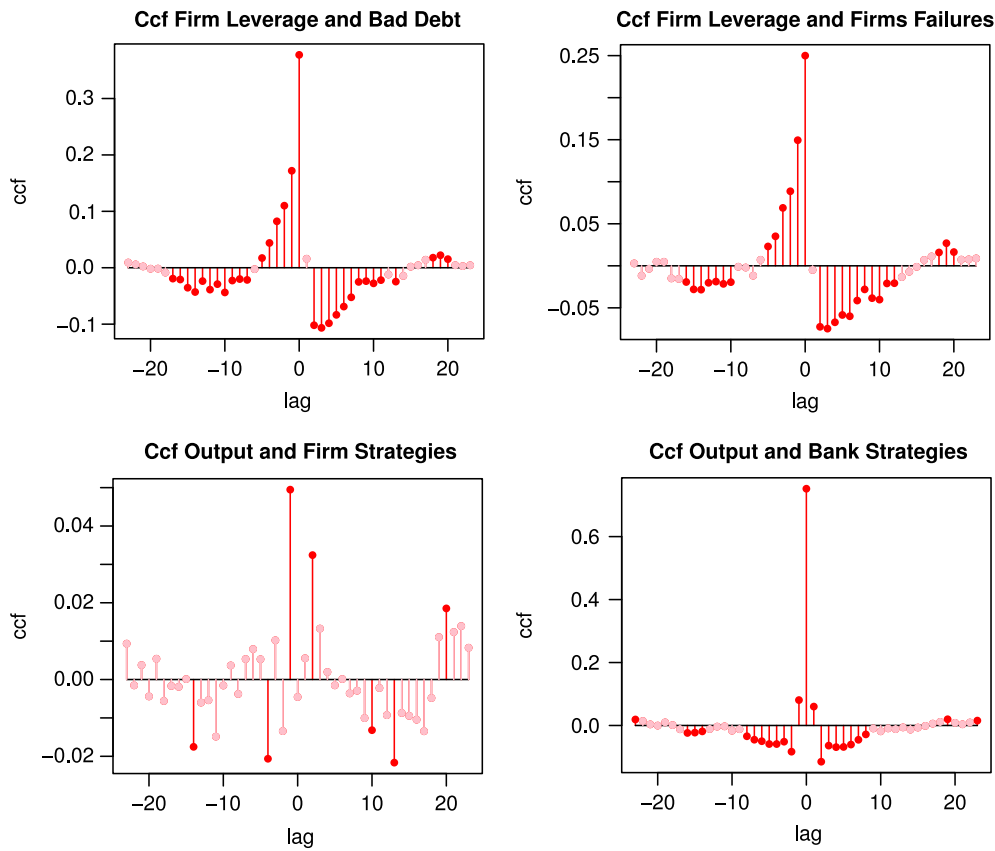 Ccf Firm Leverage and Bad Debt
ccf
0.3
0.2
0.1
0.0
−0.1
−20 −10 0 10 20
lag
Ccf Firm Leverage and Firms Failures
ccf
0.25
0.15
0.05
−0.05
−20 −10 0 10 20
lag
Ccf Output and Firm Strategies
ccf
0.04
0.02
0.00
−0.02
−20 −10 0 10 20
lag
Ccf Output and Bank Strategies
ccf
0.6
0.4
0.2
0.0
−20 −10 0 10 20
lag